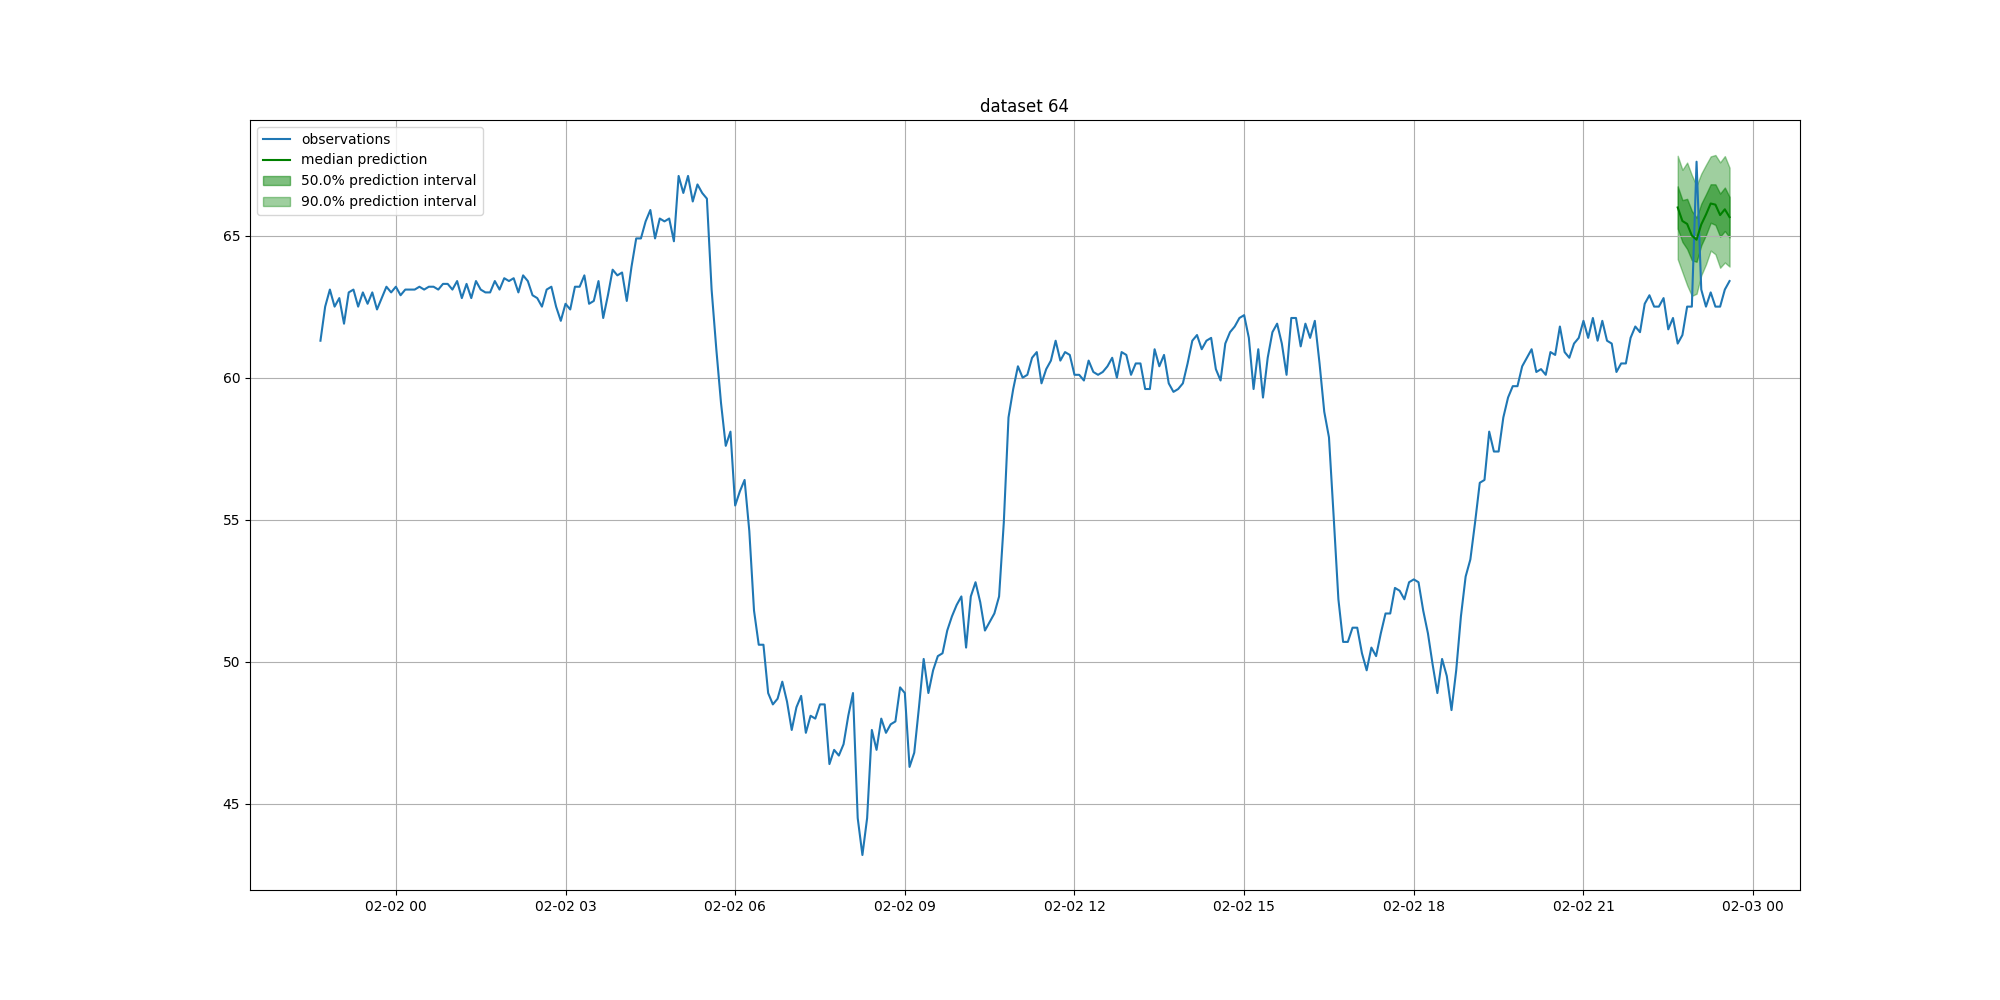 dataset 64
observations
median prediction
50.0% prediction interval
90.0% prediction interval
65
60
55
50
45
02-02 00
02-02 03
02-02 06
02-02 09
02-02 12
02-02 15
02-02 18
02-02 21
02-03 00